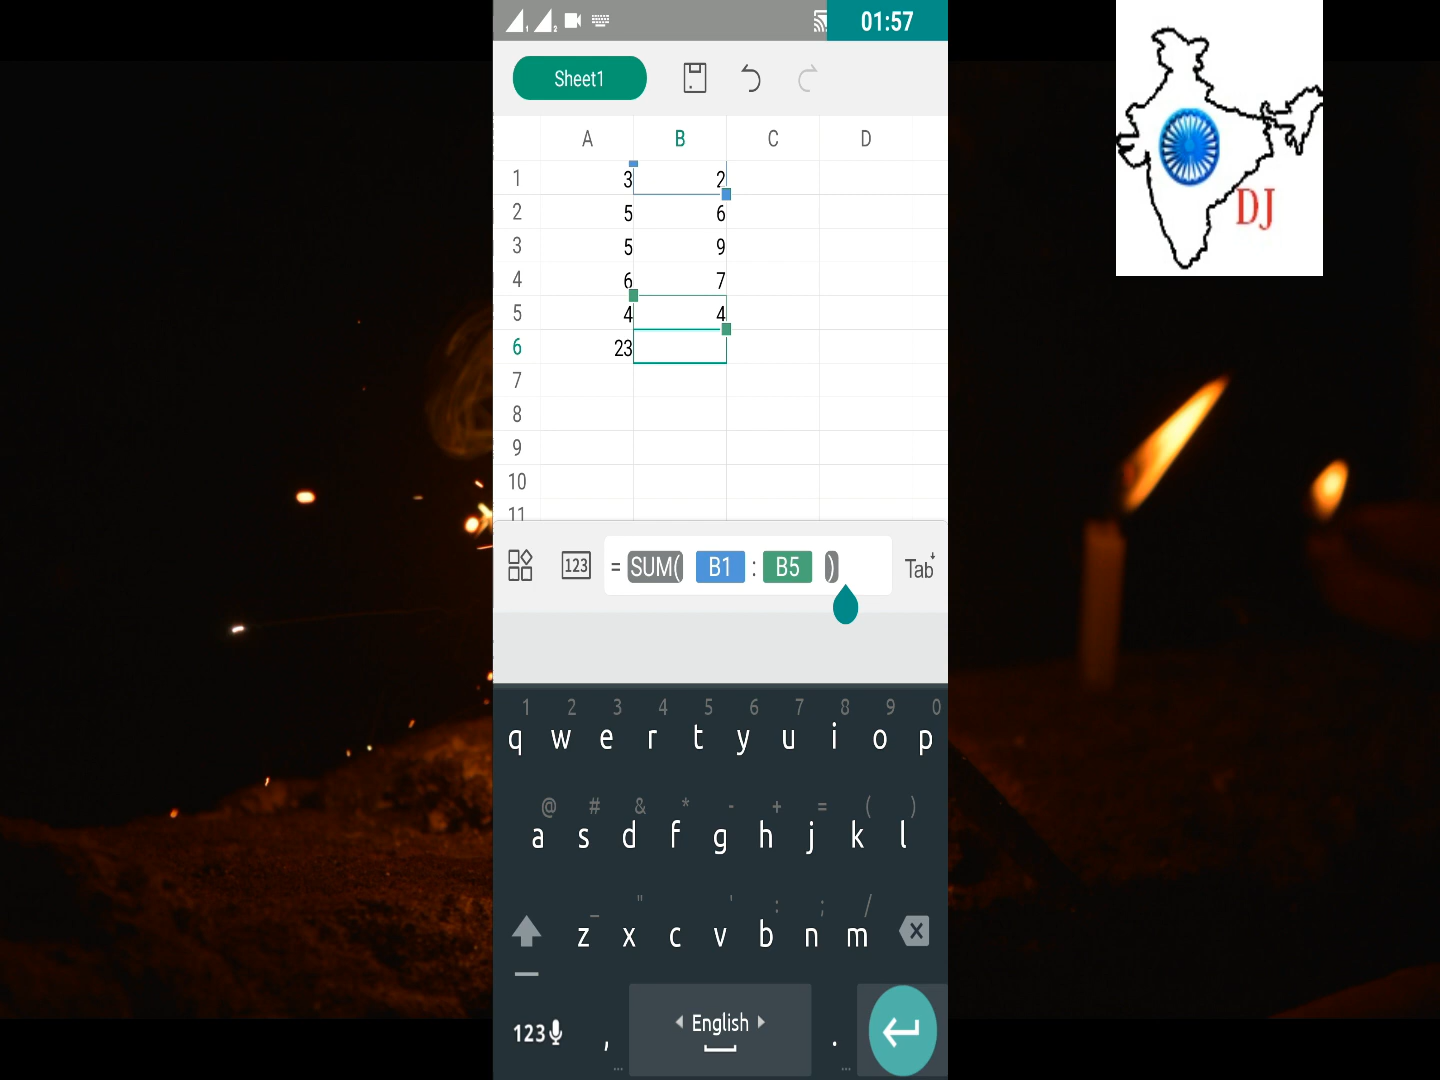 01:57
Sheet1
A B C D
1 3 2
2 5 6
3 5 9
4 6 7
5 4 4
6 23
7
8
9
10
11
123 = SUM( B1 : B5 ) Tab
1 2 3 4 5 6 7 8 9 0
q w e r t y u i o p
@ # & * - + = ( )
a s d f g h j k l
_ " ' : ; /
z x c v b n m
123 , English .
DJ